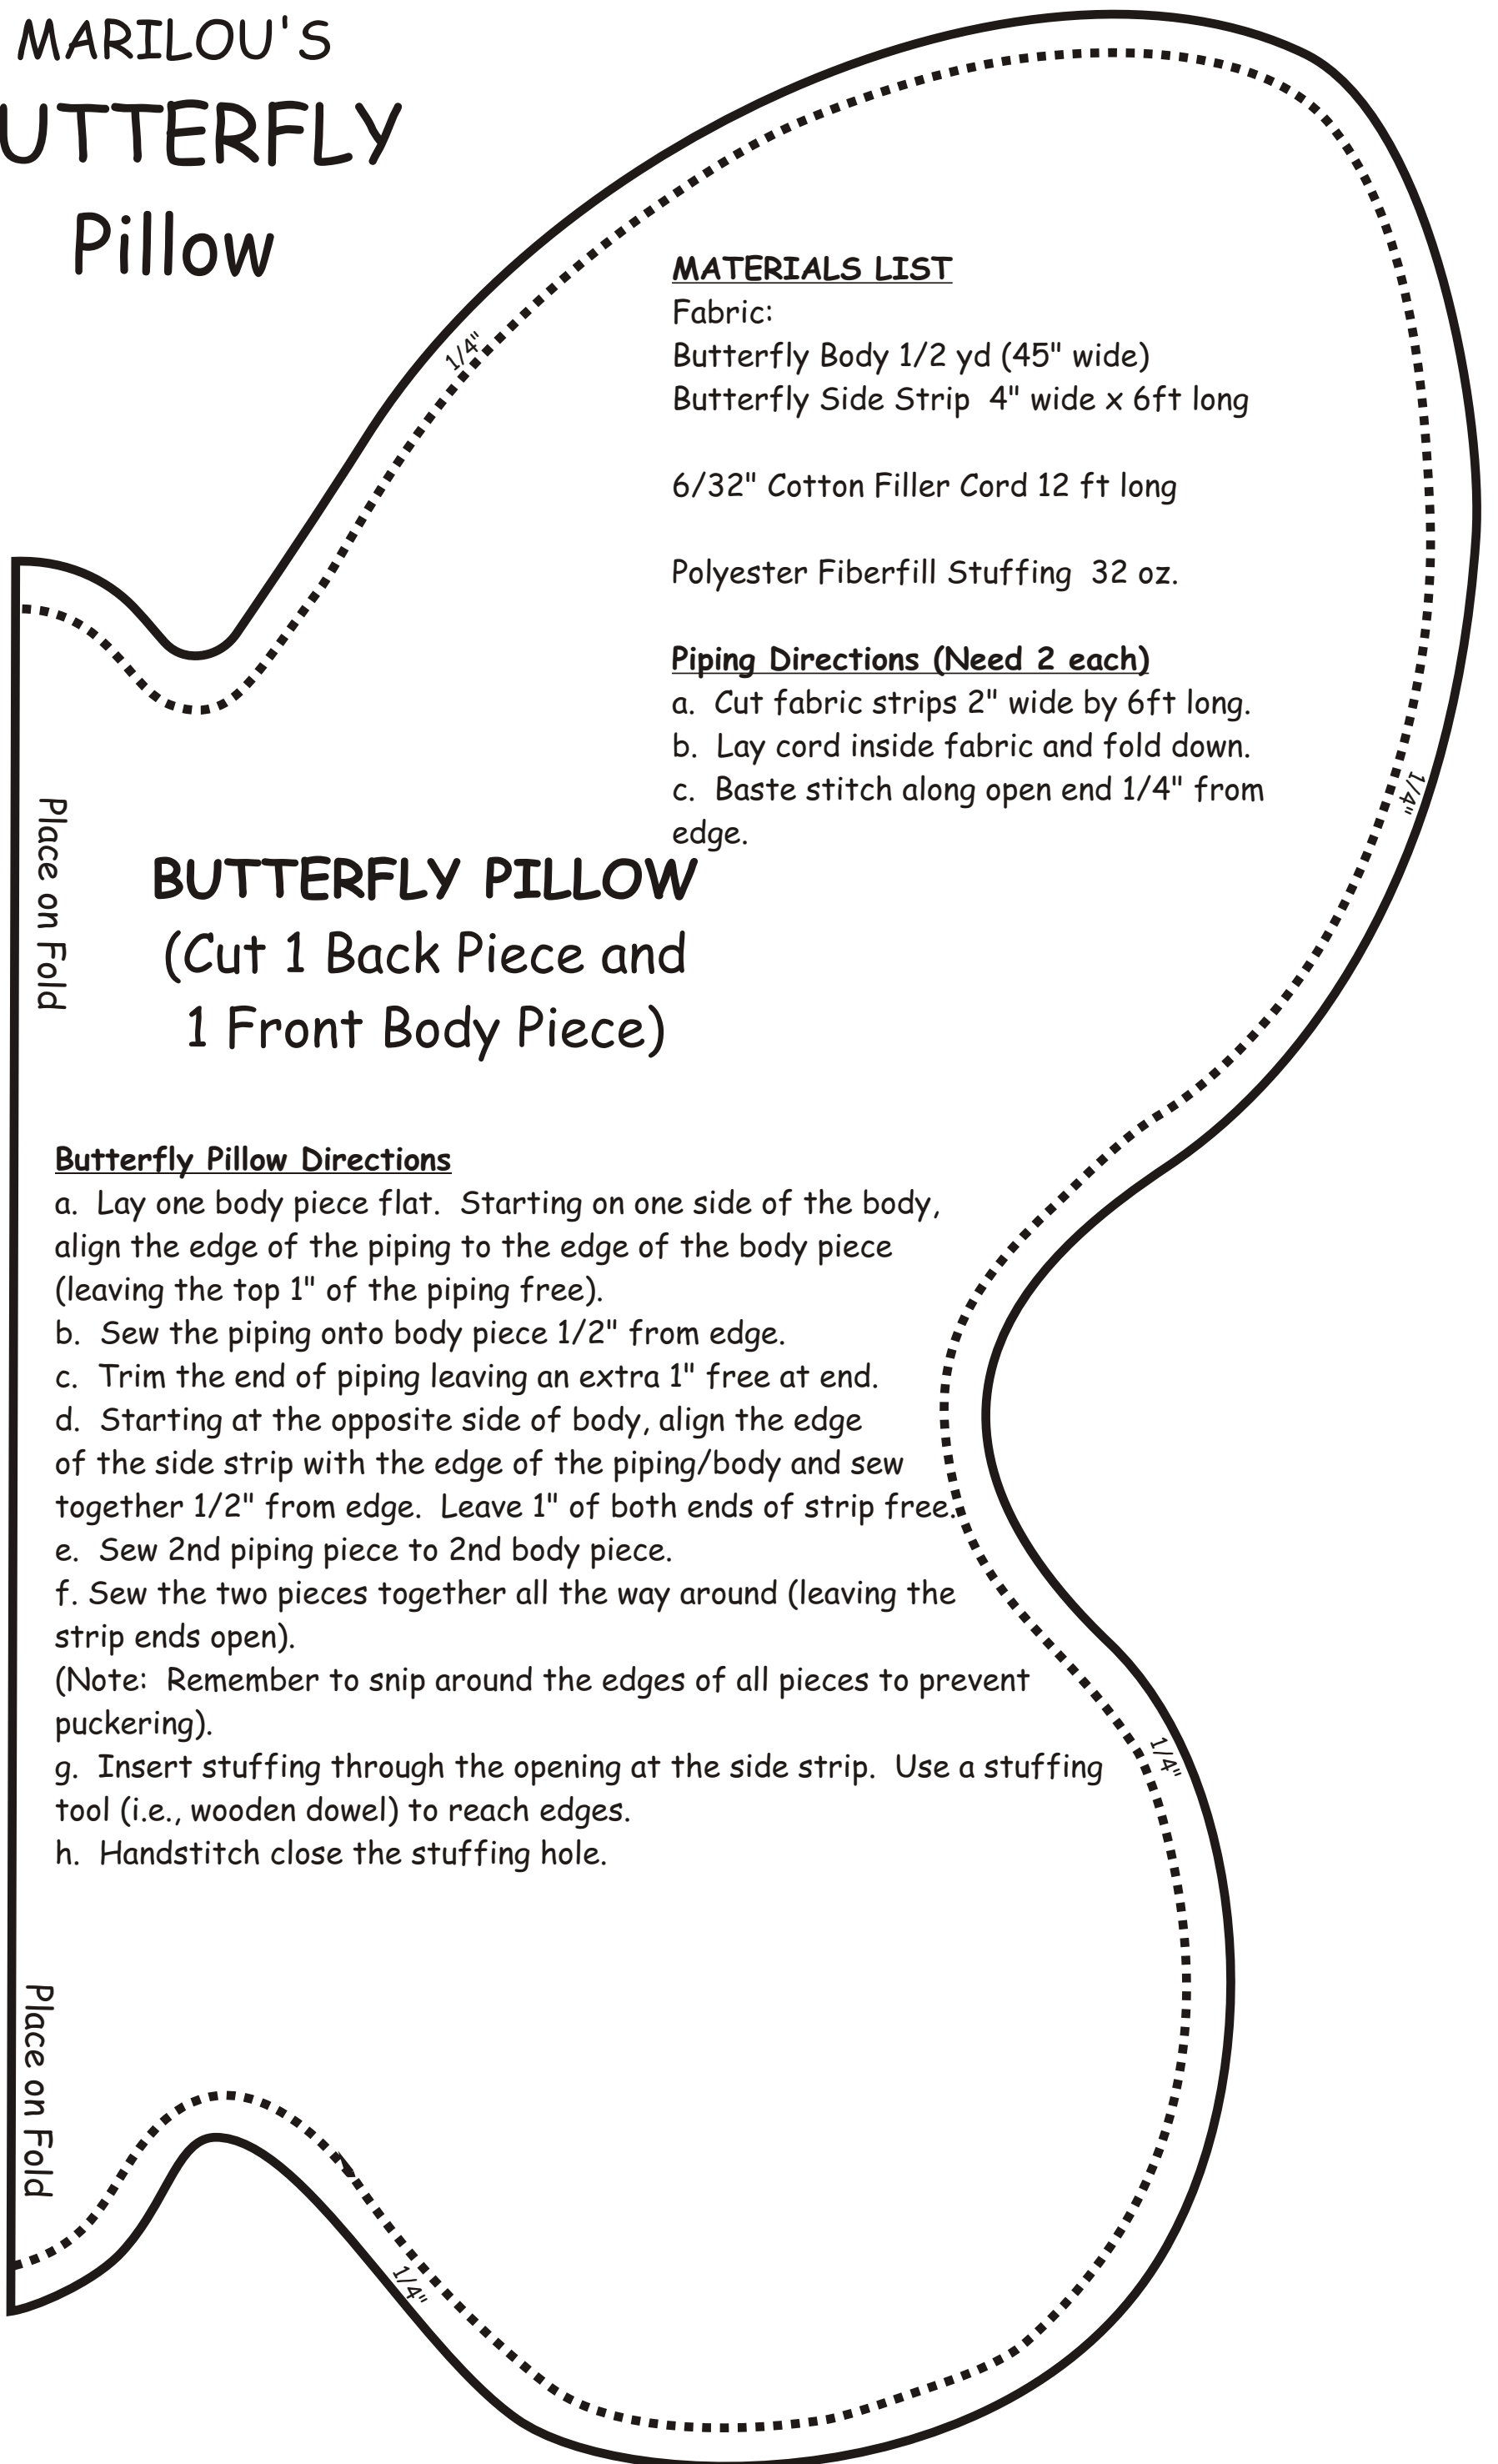 MARILOU'S
UTTERFLY
Pillow
1/4"
MATERIALS LIST
Fabric:
Butterfly Body 1/2 yd (45" wide)
Butterfly Side Strip 4" wide x 6ft long
6/32" Cotton Filler Cord 12 ft long
Polyester Fiberfill Stuffing 32 oz.
Piping Directions (Need 2 each)
a. Cut fabric strips 2" wide by 6ft long.
b. Lay cord inside fabric and fold down.
c. Baste stitch along open end 1/4" from
edge.
1/4"
Place on Fold
BUTTERFLY PILLOW
(Cut 1 Back Piece and
1 Front Body Piece)
Butterfly Pillow Directions
a. Lay one body piece flat. Starting on one side of the body,
align the edge of the piping to the edge of the body piece
(leaving the top 1" of the piping free).
b. Sew the piping onto body piece 1/2" from edge.
c. Trim the end of piping leaving an extra 1" free at end.
d. Starting at the opposite side of body, align the edge
of the side strip with the edge of the piping/body and sew
together 1/2" from edge. Leave 1" of both ends of strip free.
e. Sew 2nd piping piece to 2nd body piece.
f. Sew the two pieces together all the way around (leaving the
strip ends open).
(Note: Remember to snip around the edges of all pieces to prevent
puckering).
g. Insert stuffing through the opening at the side strip. Use a stuffing
tool (i.e., wooden dowel) to reach edges.
h. Handstitch close the stuffing hole.
1/4"
Place on Fold
1/4"